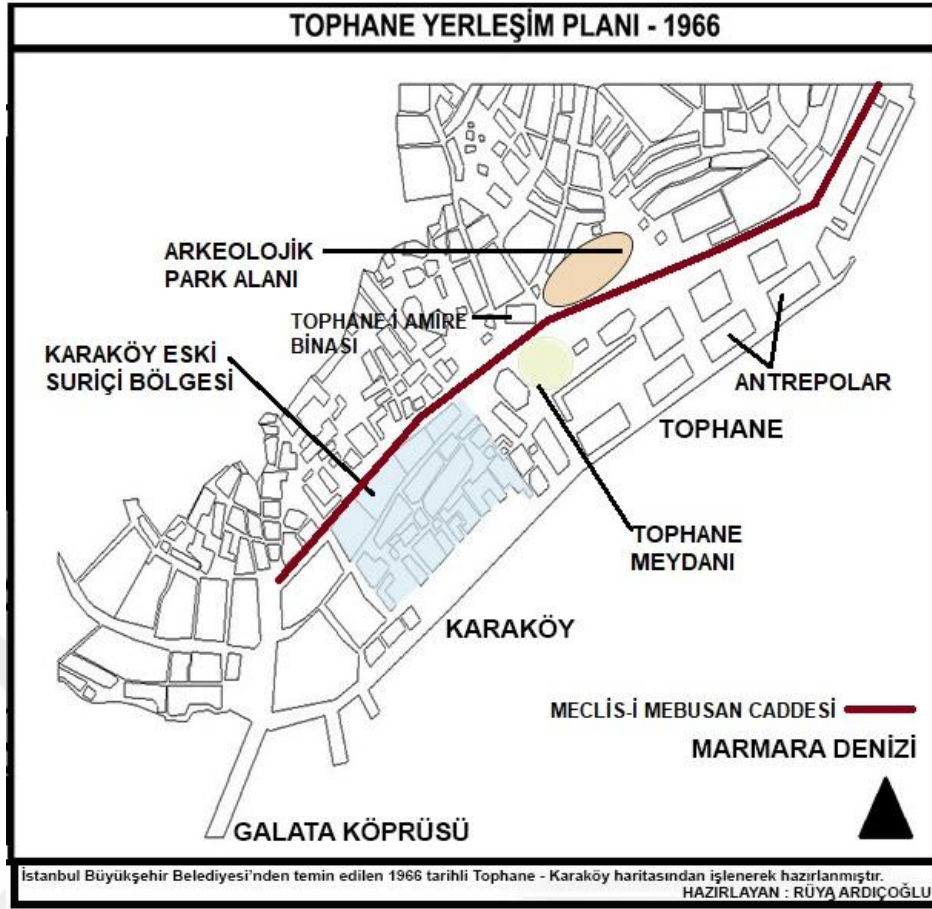 TOPHANE YERLEŞİM PLANI - 1966
ARKEOLOJİK
PARK ALANI
TOPHANE-İ AMİRE
BİNASI
KARAKÖY ESKİ
SURİÇİ BÖLGESİ
ANTREPOLAR
TOPHANE
TOPHANE
MEYDANI
KARAKÖY
MECLİS-İ MEBUSAN CADDESİ
MARMARA DENİZİ
GALATA KÖPRÜSÜ
İstanbul Büyükşehir Belediyesi'nden temin edilen 1966 tarihli Tophane - Karaköy haritasından işlenerek hazırlanmıştır.
HAZIRLAYAN : RÜYA ARDIÇOĞLU